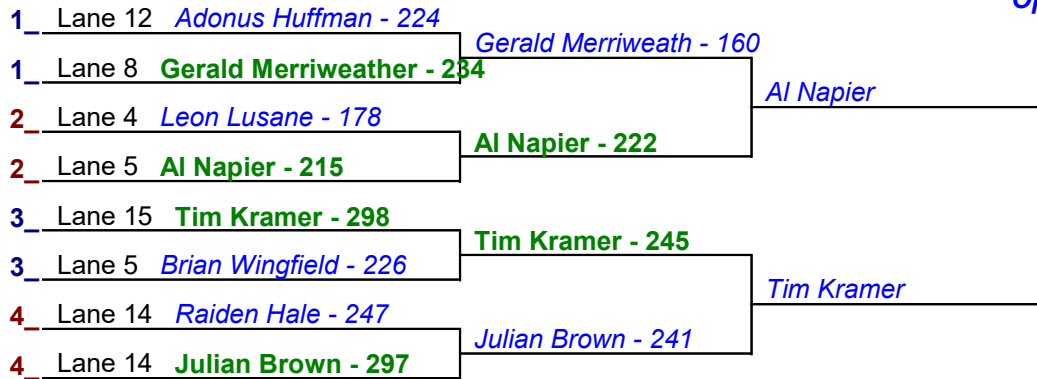 Op
1_ Lane 12 Adonus Huffman - 224
Gerald Merriweath - 160
1_ Lane 8 Gerald Merriweather - 234
Al Napier
2_ Lane 4 Leon Lusane - 178
Al Napier - 222
2_ Lane 5 Al Napier - 215
3_ Lane 15 Tim Kramer - 298
Tim Kramer - 245
3_ Lane 5 Brian Wingfield - 226
Tim Kramer
4_ Lane 14 Raiden Hale - 247
Julian Brown - 241
4_ Lane 14 Julian Brown - 297